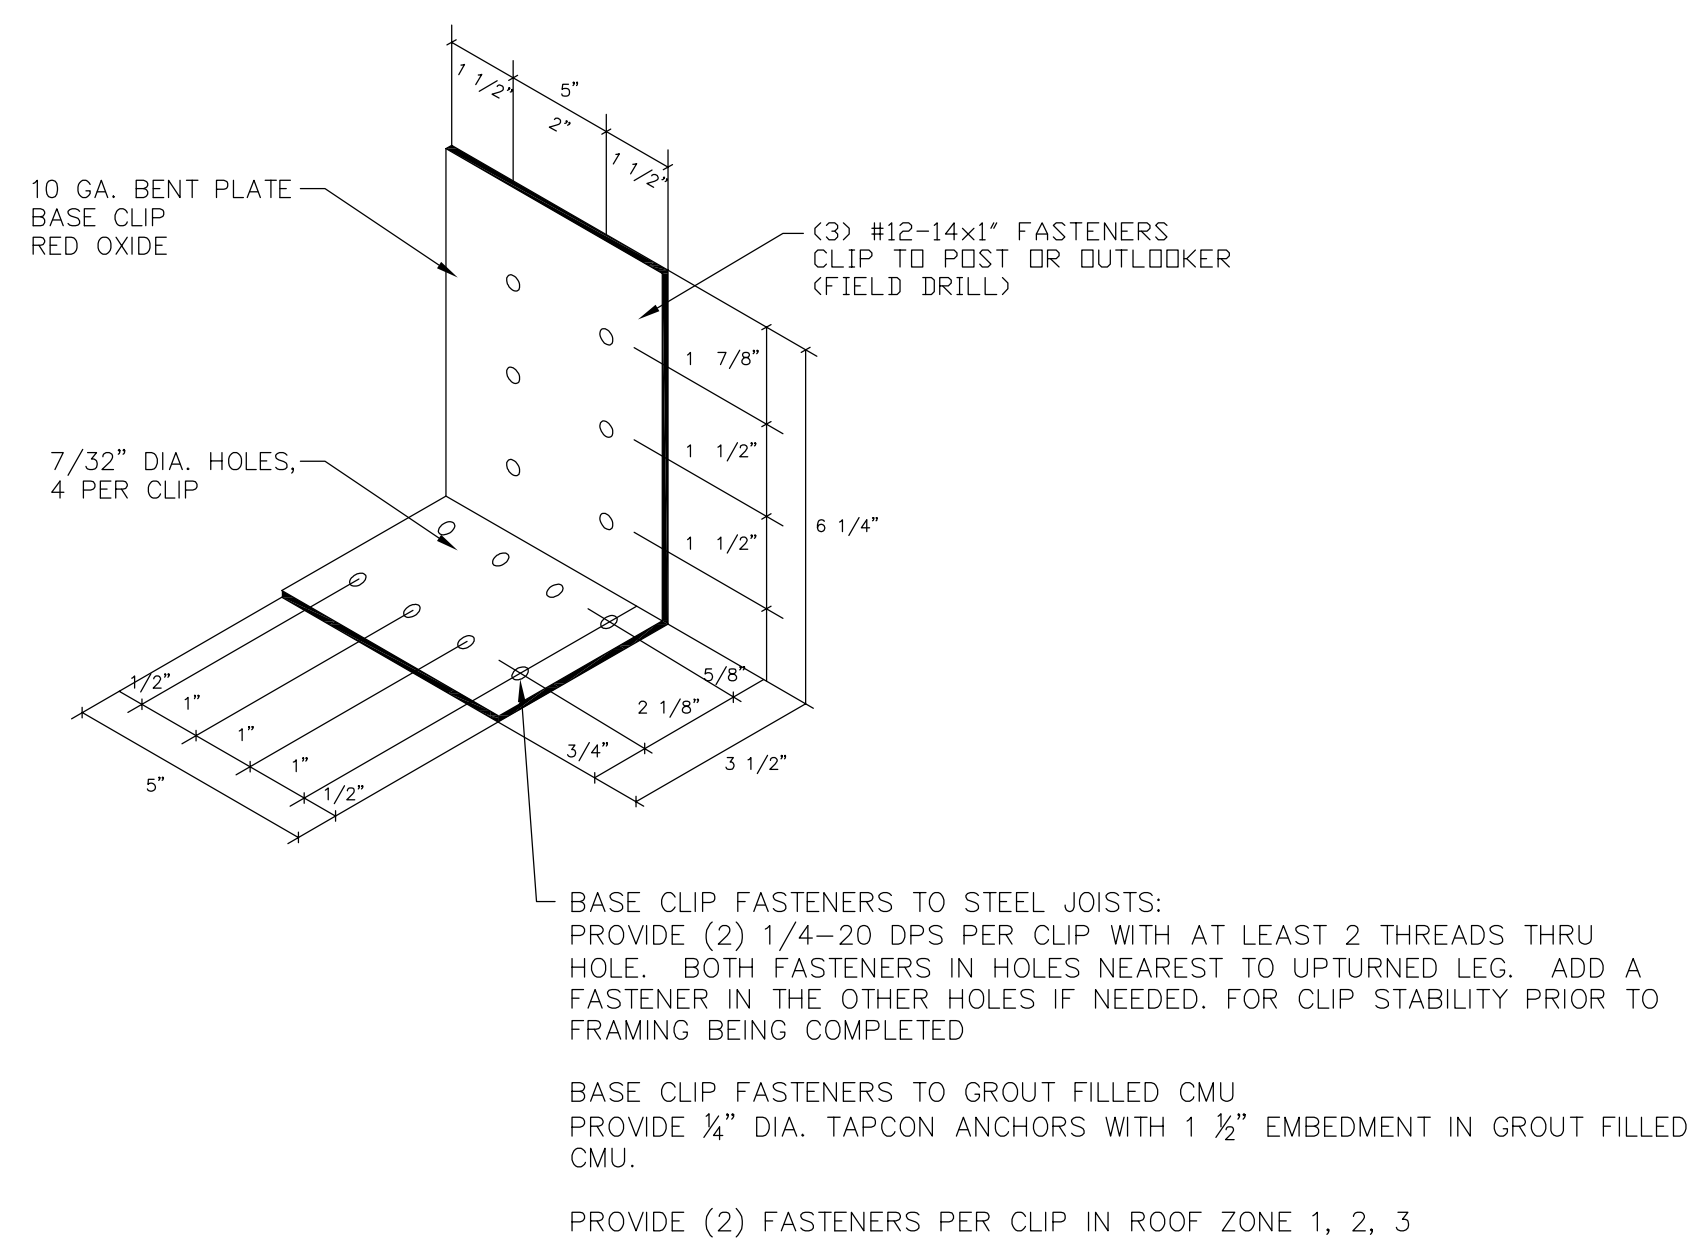 1 1/2"
5"
2"
1 1/2"
10 GA. BENT PLATE
BASE CLIP
RED OXIDE
(3) #12-14x1" FASTENERS
CLIP TO POST OR OUTLOOKER
(FIELD DRILL)
1 7/8"
1 1/2"
1 1/2"
6 1/4"
7/32" DIA. HOLES,
4 PER CLIP
1/2"
1"
1"
1"
1/2"
5"
5/8"
2 1/8"
3/4"
3 1/2"
BASE CLIP FASTENERS TO STEEL JOISTS:
PROVIDE (2) 1/4-20 DPS PER CLIP WITH AT LEAST 2 THREADS THRU
HOLE. BOTH FASTENERS IN HOLES NEAREST TO UPTURNED LEG. ADD A
FASTENER IN THE OTHER HOLES IF NEEDED. FOR CLIP STABILITY PRIOR TO
FRAMING BEING COMPLETED
BASE CLIP FASTENERS TO GROUT FILLED CMU
PROVIDE ¼" DIA. TAPCON ANCHORS WITH 1 ½" EMBEDMENT IN GROUT FILLED
CMU.
PROVIDE (2) FASTENERS PER CLIP IN ROOF ZONE 1, 2, 3